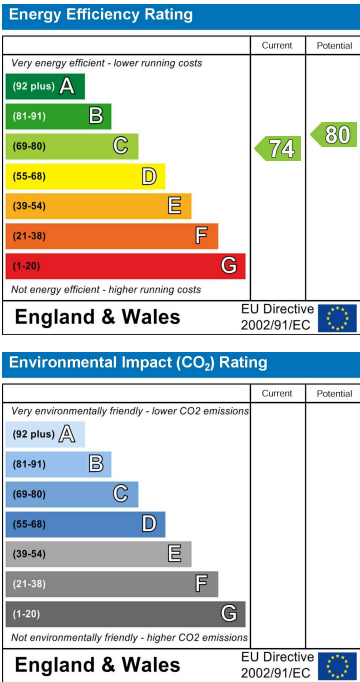 Energy Efficiency Rating
Current Potential
Very energy efficient - lower running costs
(92 plus) A
(81-91) B
(69-80) C
(55-68) D
(39-54) E
(21-38) F
(1-20) G
74
80
Not energy efficient - higher running costs
England & Wales
EU Directive
2002/91/EC
Environmental Impact (CO₂) Rating
Current Potential
Very environmentally friendly - lower CO2 emissions
(92 plus) A
(81-91) B
(69-80) C
(55-68) D
(39-54) E
(21-38) F
(1-20) G
Not environmentally friendly - higher CO2 emissions
England & Wales
EU Directive
2002/91/EC